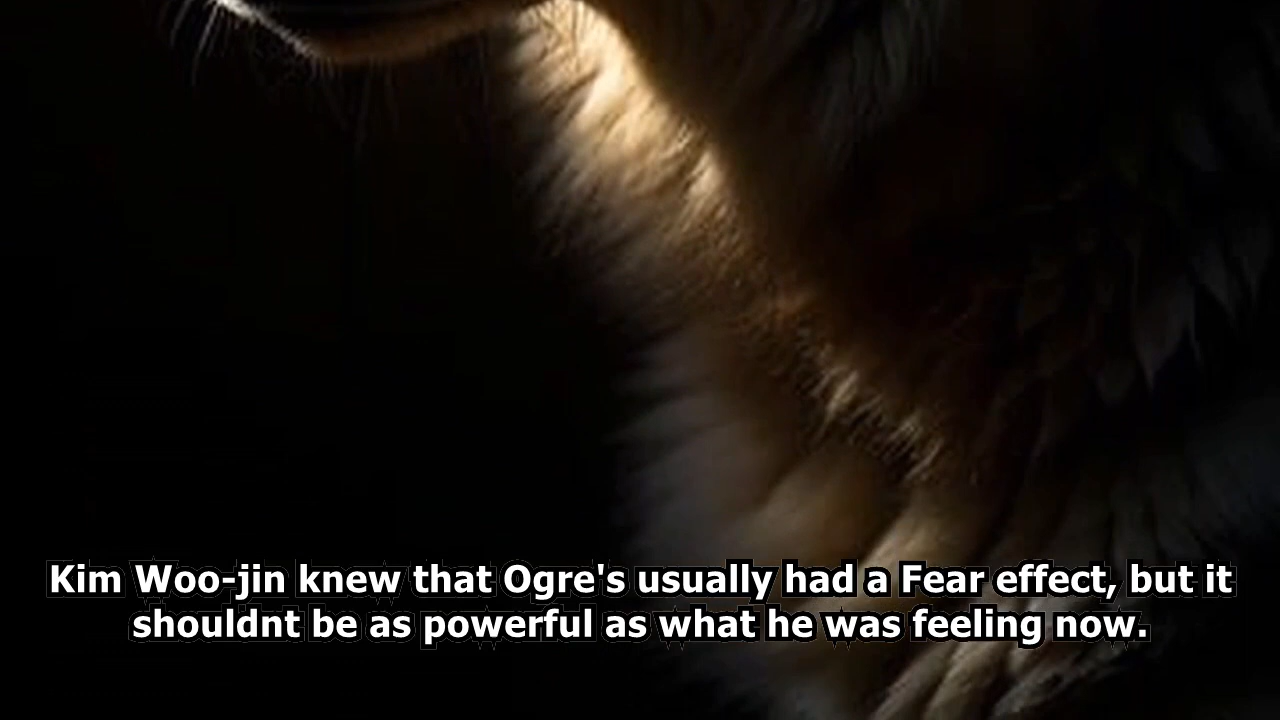 Kim Woo-jin knew that Ogre's usually had a Fear effect, but it
shouldnt be as powerful as what he was feeling now.